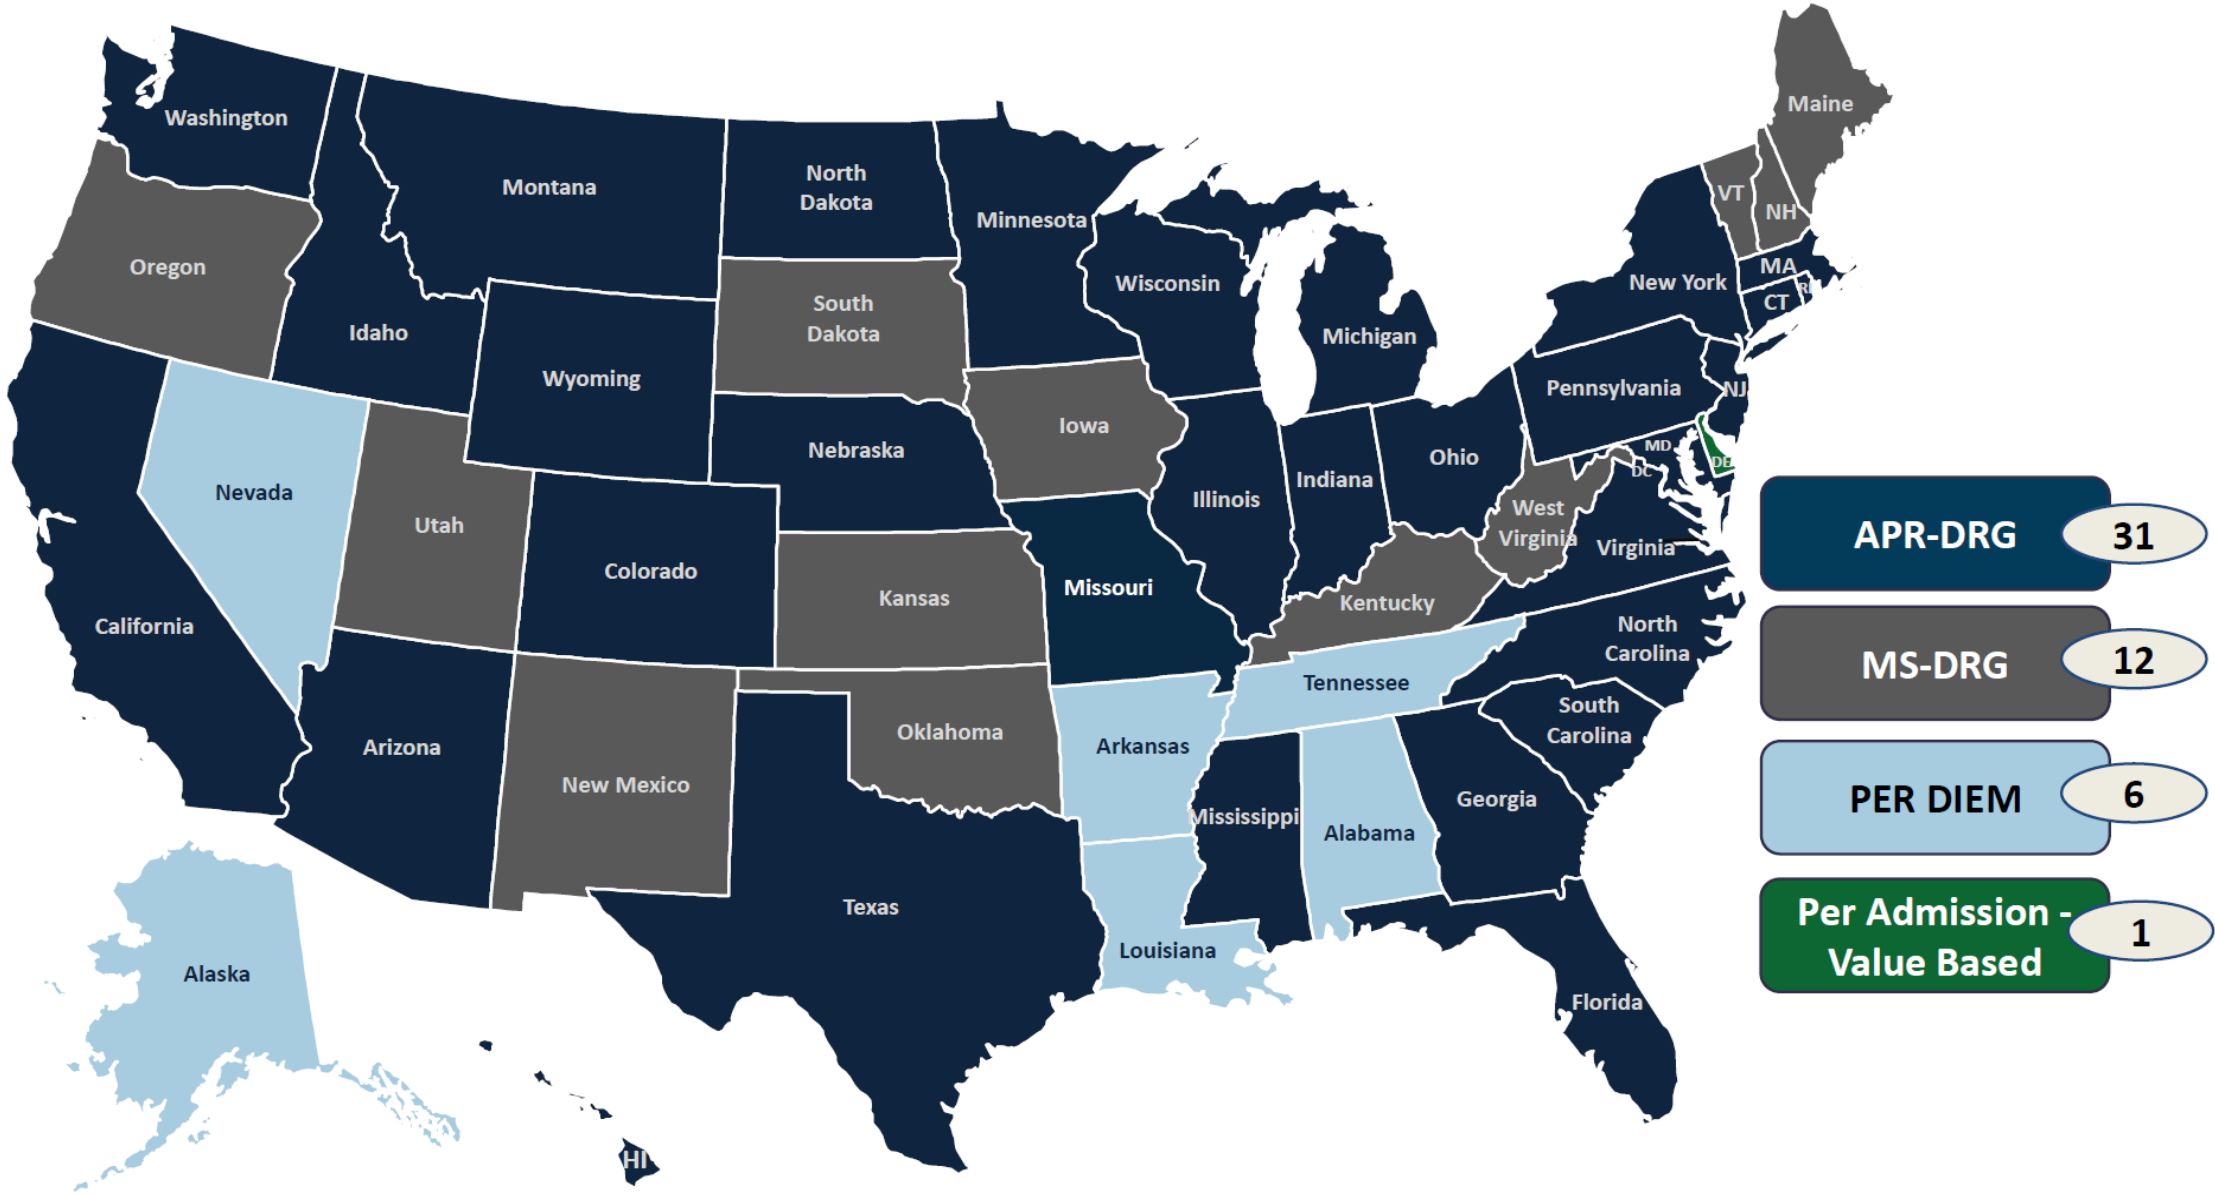 Washington
Montana
North
Dakota
Minnesota
Maine
VT
NH
Oregon
Idaho
Wyoming
South
Dakota
Wisconsin
Michigan
New York
MA
RI
CT
Nevada
Utah
Nebraska
Iowa
Illinois
Indiana
Ohio
Pennsylvania
NJ
MD
DE
DC
West
Virginia
Virginia
California
Colorado
Kansas
Missouri
Kentucky
North
Carolina
Tennessee
South
Carolina
Arizona
New Mexico
Oklahoma
Arkansas
Mississippi
Alabama
Georgia
Texas
Louisiana
Florida
Alaska
HI
APR-DRG 31
MS-DRG 12
PER DIEM 6
Per Admission - 1
Value Based